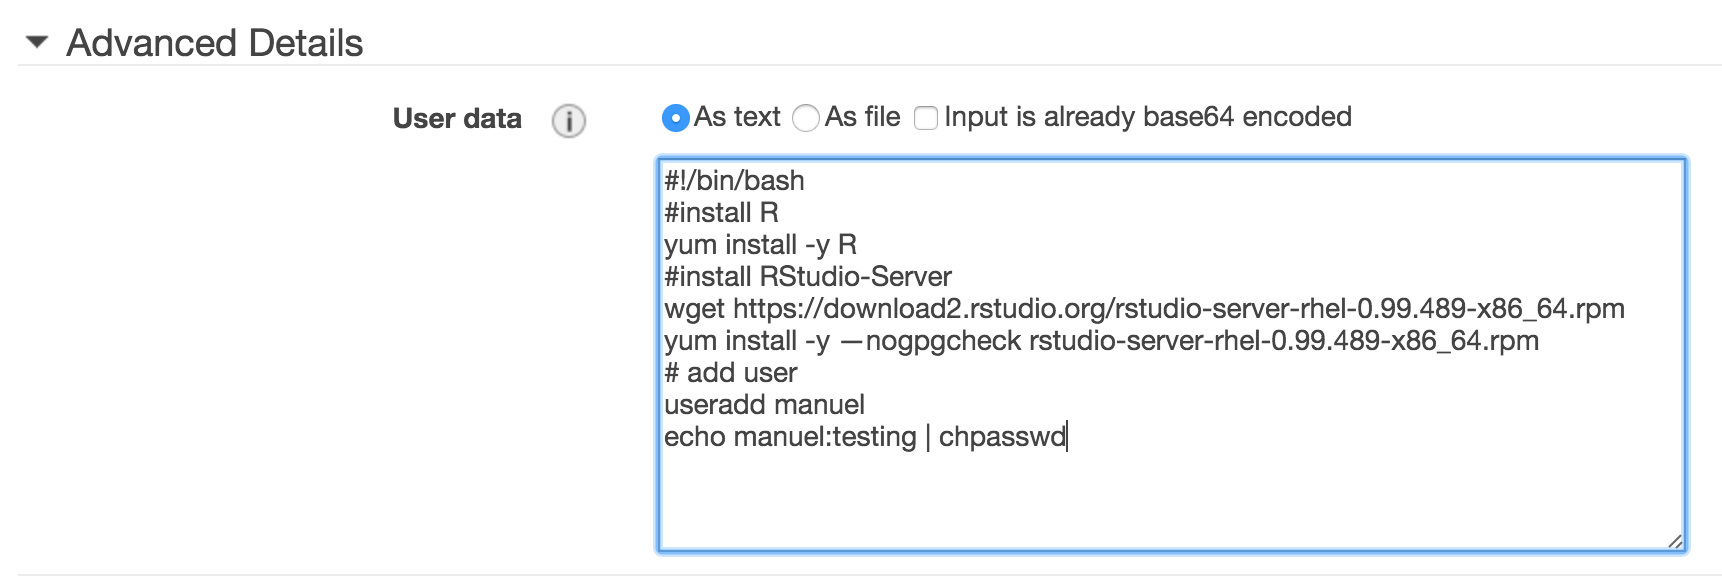 Advanced Details
User data As text As file Input is already base64 encoded
#!/bin/bash
#install R
yum install -y R
#install RStudio-Server
wget https://download2.rstudio.org/rstudio-server-rhel-0.99.489-x86_64.rpm
yum install -y —nogpgcheck rstudio-server-rhel-0.99.489-x86_64.rpm
# add user
useradd manuel
echo manuel:testing | chpasswd